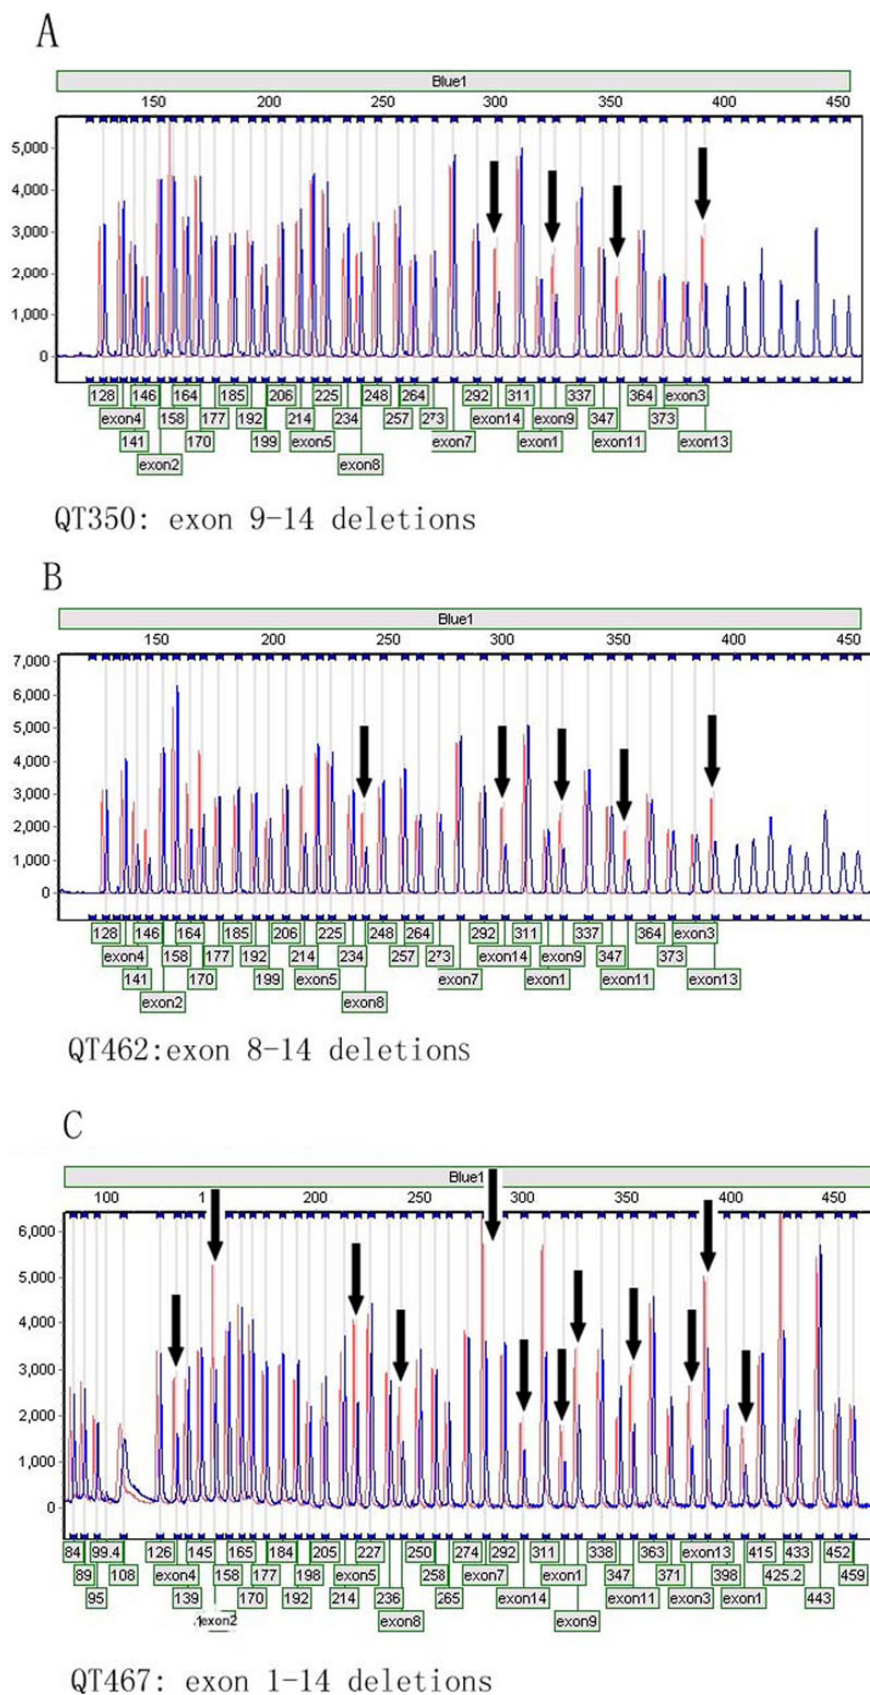 A
Blue1
150 200 250 300 350 400 450
5,000
4,000
3,000
2,000
1,000
0
128 146 164 185 206 225 248 264 292 311 337 364 exon3
exon4 158 177 192 214 234 257 273 exon14 exon9 347 373
141 170 199 exon5 exon7 exon1 exon11 exon13
exon2 exon8
QT350: exon 9-14 deletions
B
Blue1
150 200 250 300 350 400 450
7,000
6,000
5,000
4,000
3,000
2,000
1,000
0
128 146 164 185 206 225 248 264 292 311 337 364 exon3
exon4 158 177 192 214 234 257 273 exon14 exon9 347 373
141 170 199 exon5 exon7 exon1 exon11 exon13
exon2 exon8
QT462:exon 8-14 deletions
C
Blue1
100 1 200 250 300 350 400 450
6,000
5,000
4,000
3,000
2,000
1,000
0
84 99.4 126 145 165 184 205 227 250 274 292 311 338 363 exon13 415 433 452
89 108 exon4 158 177 198 exon5 236 258 exon7 exon1 347 371 398 425.2 459
95 139 170 192 214 265 exon14 exon11 exon3 exon1 443
exon2 exon8 exon9
QT467: exon 1-14 deletions